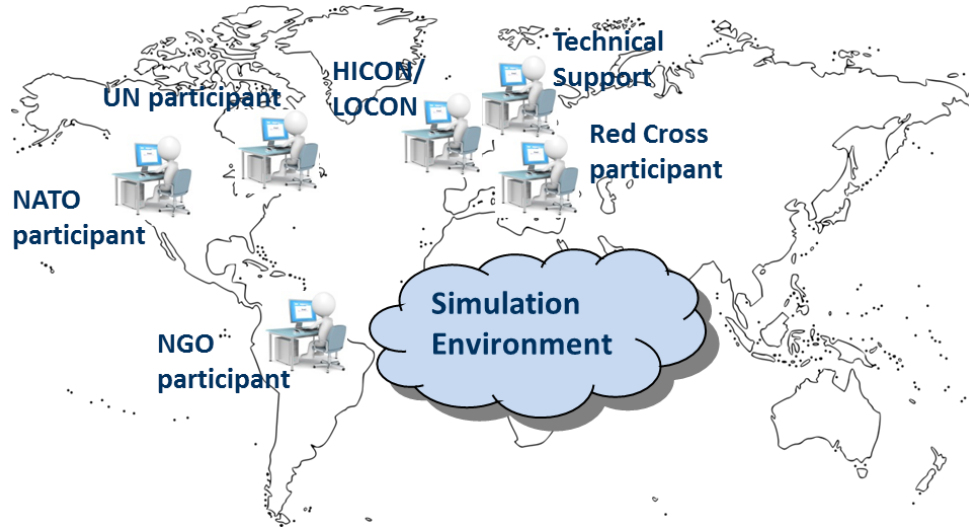 Technical
Support
HICON/
LOCON
UN participant
Red Cross
participant
NATO
participant
Simulation
Environment
NGO
participant